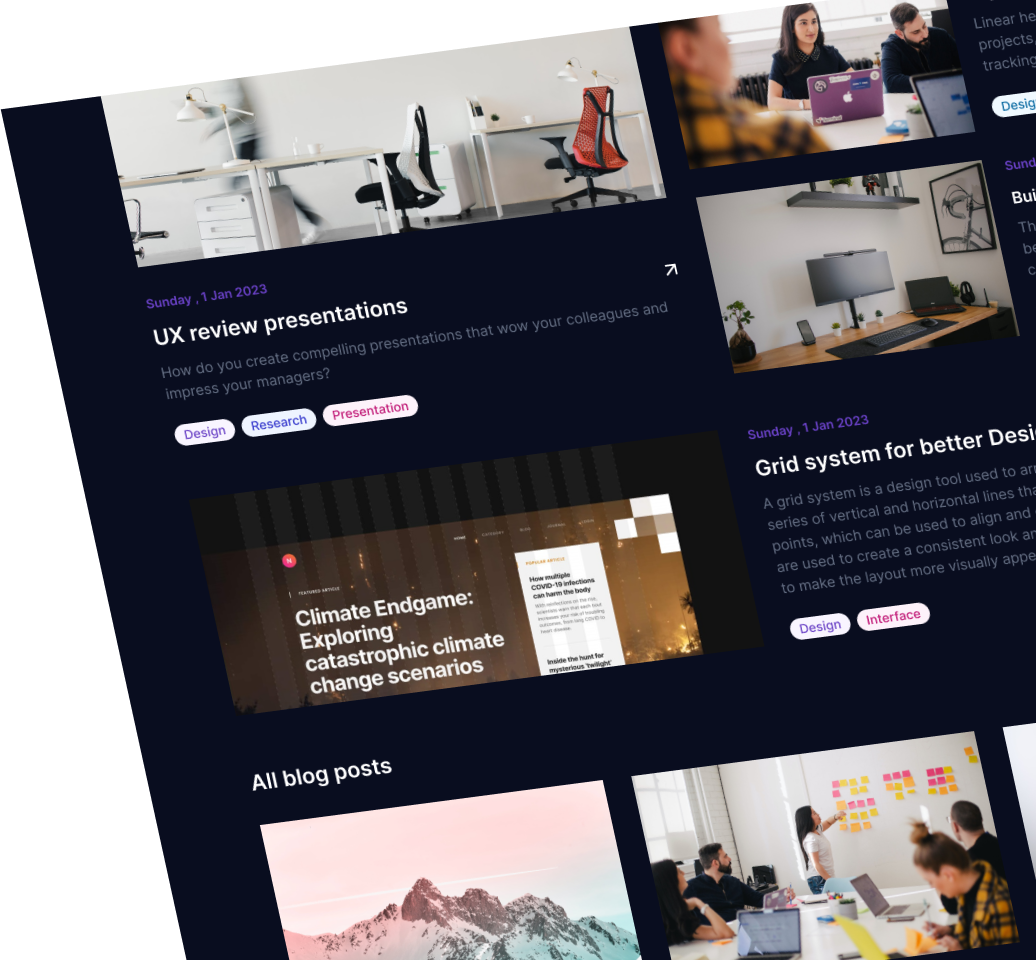 Linear he
projects,
tracking
Desig
Sunday , 1 Jan 2023
UX review presentations
How do you create compelling presentations that wow your colleagues and
impress your managers?
Design
Research
Presentation
Sund
Bui
Th
be
c
HOME
N
FEATURED ARTICLE
Climate Endgame:
Exploring
catastrophic climate
change scenarios
POPULAR ARTICLE
How multiple
COVID-19 infections
can harm the body
Inside the hunt for
mysterious 'twilight'
Sunday , 1 Jan 2023
Grid system for better Desi
A grid system is a design tool used to arr
series of vertical and horizontal lines tha
points, which can be used to align and
are used to create a consistent look an
to make the layout more visually appe
Design
Interface
All blog posts